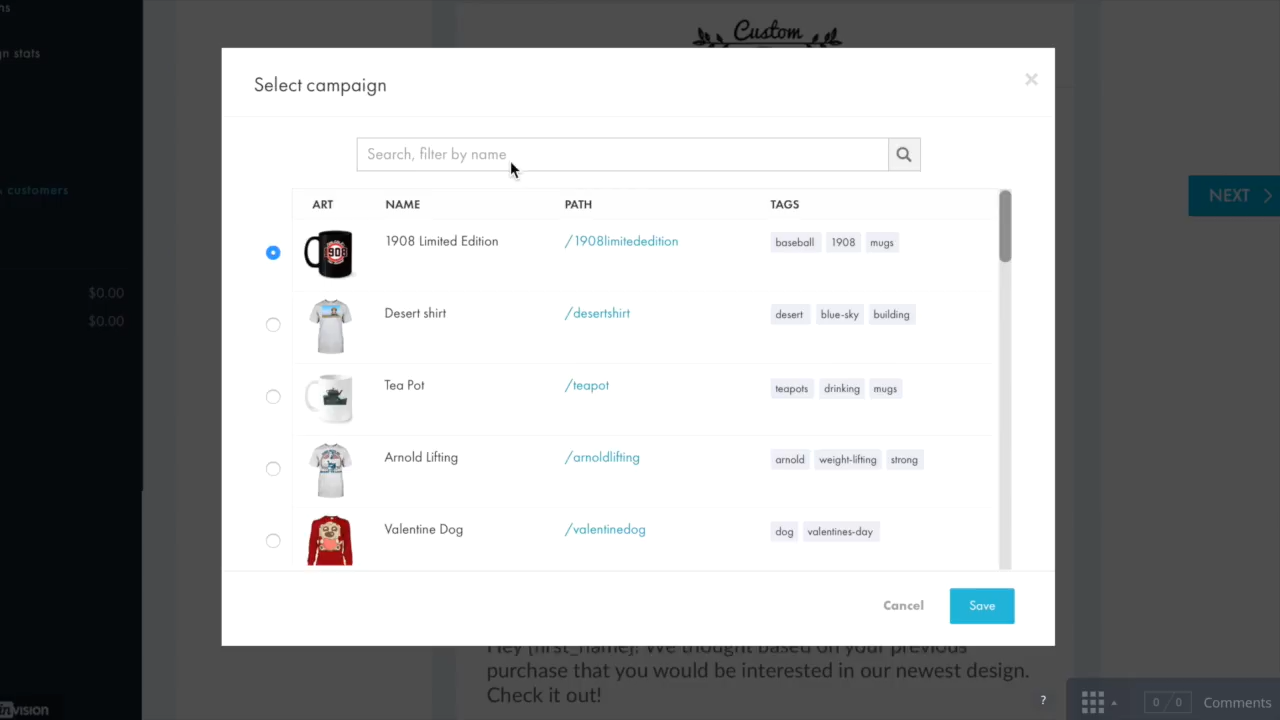 ns
Custom
gn stats
Select campaign
×
Search, filter by name
& customers
NEXT
ART NAME PATH TAGS
1908 Limited Edition /1908limitededition baseball 1908 mugs
908
$0.00
Desert shirt /desertshirt desert blue-sky building
$0.00
Tea Pot /teapot teapots drinking mugs
Arnold Lifting /arnoldlifting arnold weight-lifting strong
Valentine Dog /valentinedog dog valentines-day
Cancel Save
Hey [first_name]! We thought based on your previous
purchase that you would be interested in our newest design.
Check it out!
invision
? 0/0 Comments